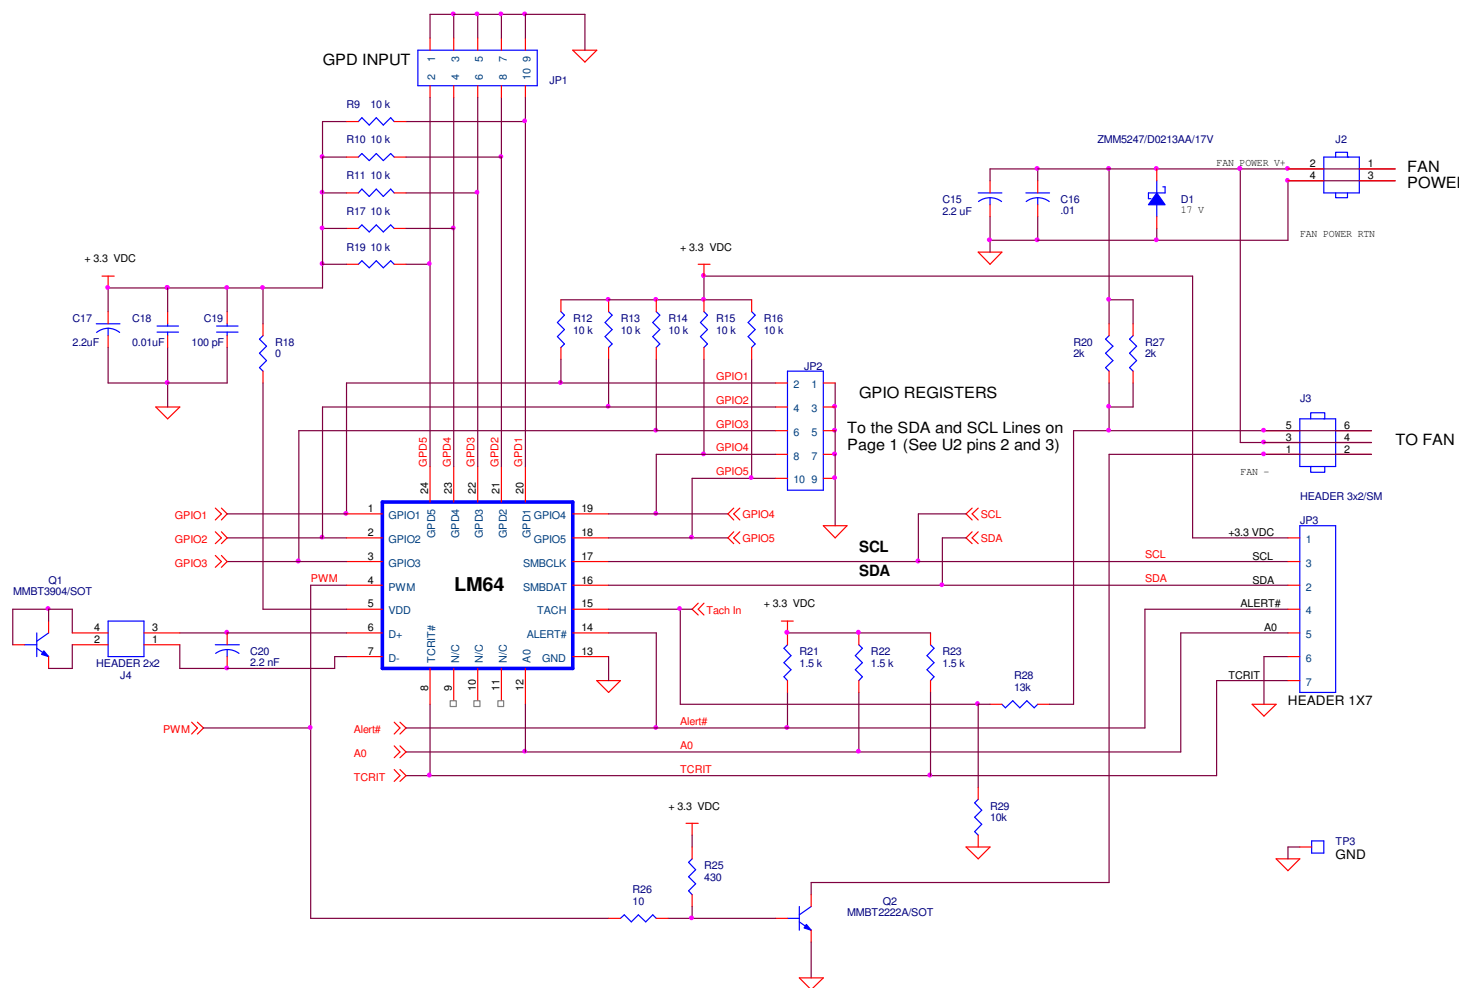 GPD INPUT
1 3 5 7 9
2 4 6 8 10
JP1
R9 10 k
R10 10 k
R11 10 k
R17 10 k
R19 10 k
ZMM5247/D0213AA/17V
J2
FAN POWER V+
2
1
FAN
4
3
POWE
C15
2.2 uF
C16
.01
D1
17 V
FAN POWER RTN
+ 3.3 VDC
+ 3.3 VDC
C17
2.2uF
C18
0.01uF
C19
100 pF
R18
0
R12
10 k
R13
10 k
R14
10 k
R15
10 k
R16
10 k
R20
2k
R27
2k
JP2
GPIO1
2 1
GPIO2
4 3
GPIO3
6 5
GPIO4
8 7
GPIO5
10 9
GPIO REGISTERS
To the SDA and SCL Lines on
Page 1 (See U2 pins 2 and 3)
J3
5 6
3 4
1 2
TO FAN
FAN -
HEADER 3x2/SM
GPD5
GPD4
GPD3
GPD2
GPD1
24
23
22
21
20
GPD5
GPD4
GPD3
GPD2
GPD1
GPIO1
1
GPIO1
GPIO2
2
GPIO2
GPIO3
3
GPIO3
PWM
4
PWM
5
VDD
6
D+
7
D-
LM64
GPIO4
19
GPIO4
GPIO5
18
GPIO5
SMBCLK
17
SMBDAT
16
TACH
15
Tach In
ALERT#
14
GND
13
TCRIT#
N/C
N/C
N/C
A0
8
9
10
11
12
SCL
SDA
SCL
SDA
SCL
SDA
JP3
+3.3 VDC
1
SCL
3
SDA
2
ALERT#
4
A0
5
6
TCRIT
7
HEADER 1X7
Q1
MMBT3904/SOT
4 3
2 1
HEADER 2x2
J4
C20
2.2 nF
+ 3.3 VDC
R21
1.5 k
R22
1.5 k
R23
1.5 k
R28
13k
PWM
Alert#
Alert#
A0
A0
TCRIT
TCRIT
+ 3.3 VDC
R29
10k
R25
430
R26
10
Q2
MMBT2222A/SOT
TP3
GND